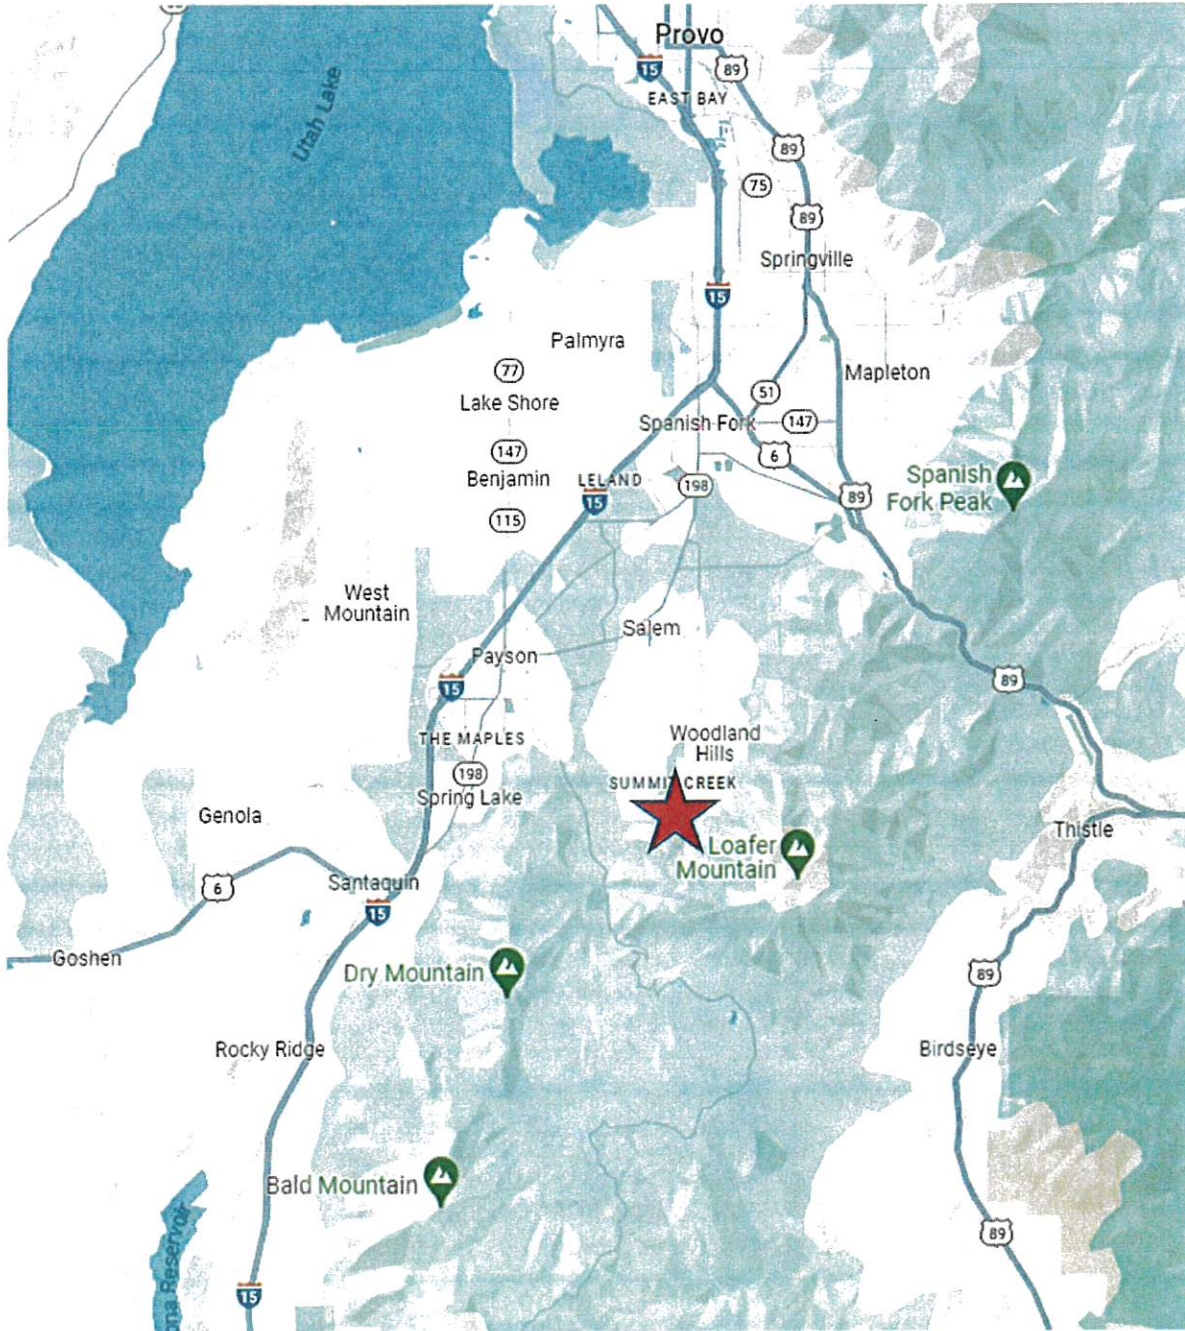 Provo
15
89
EAST BAY
Utah Lake
89
75
89
Springville
15
Palmyra
77
Mapleton
51
Lake Shore
Spanish Fork
147
147
6
Benjamin
LELAND
198
Spanish
Fork Peak
15
89
115
West
Mountain
Salem
Payson
15
89
Woodland
Hills
THE MAPLES
198
SUMMIT CREEK
Spring Lake
Genola
Thistle
Loafer
Mountain
6
Santaquin
15
Goshen
Dry Mountain
89
Rocky Ridge
Birdseye
Bald Mountain
89
ona Reservoir
15